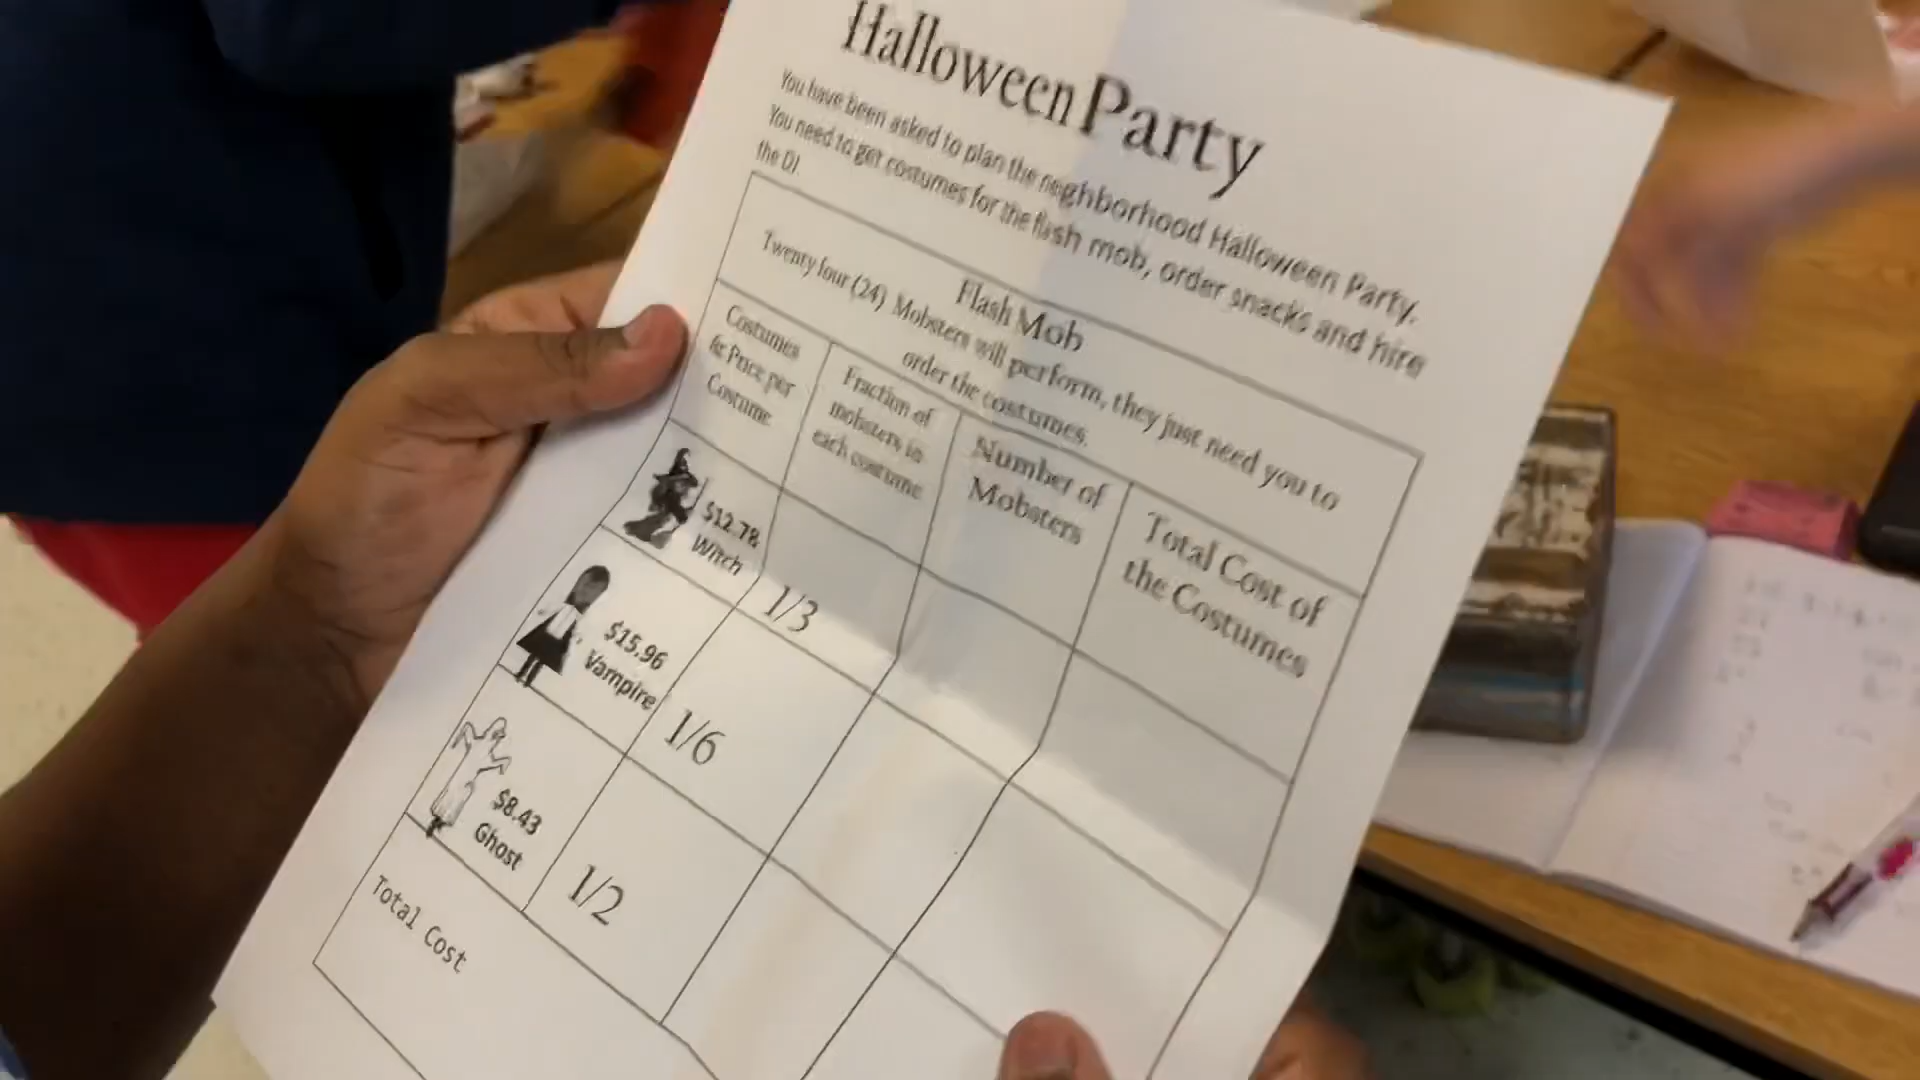 Halloween Party
You have been asked to plan the neighborhood Halloween Party.
You need to get costumes for the flash mob, order snacks and hire
the DJ.
Flash Mob
Twenty four (24) Mobsters will perform, they just need you to
order the costumes.
Costumes
& Price per
Costume
Fraction of
mobsters in
each costume
Number of
Mobsters
Total Cost of
the Costumes
$12.78
Witch
1/3
$15.96
Vampire
1/6
$8.43
Ghost
1/2
Total Cost